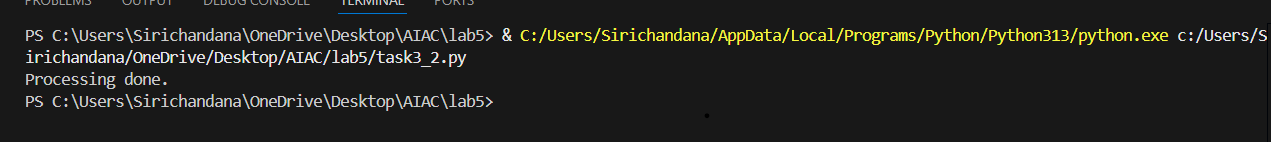 PROBLEMS OUTPUT DEBUG CONSOLE TERMINAL PORTS
PS C:\Users\Sirichandana\OneDrive\Desktop\AIAC\lab5> & C:/Users/Sirichandana/AppData/Local/Programs/Python/Python313/python.exe c:/Users/S
irichandana/OneDrive/Desktop/AIAC/lab5/task3_2.py
Processing done.
PS C:\Users\Sirichandana\OneDrive\Desktop\AIAC\lab5>